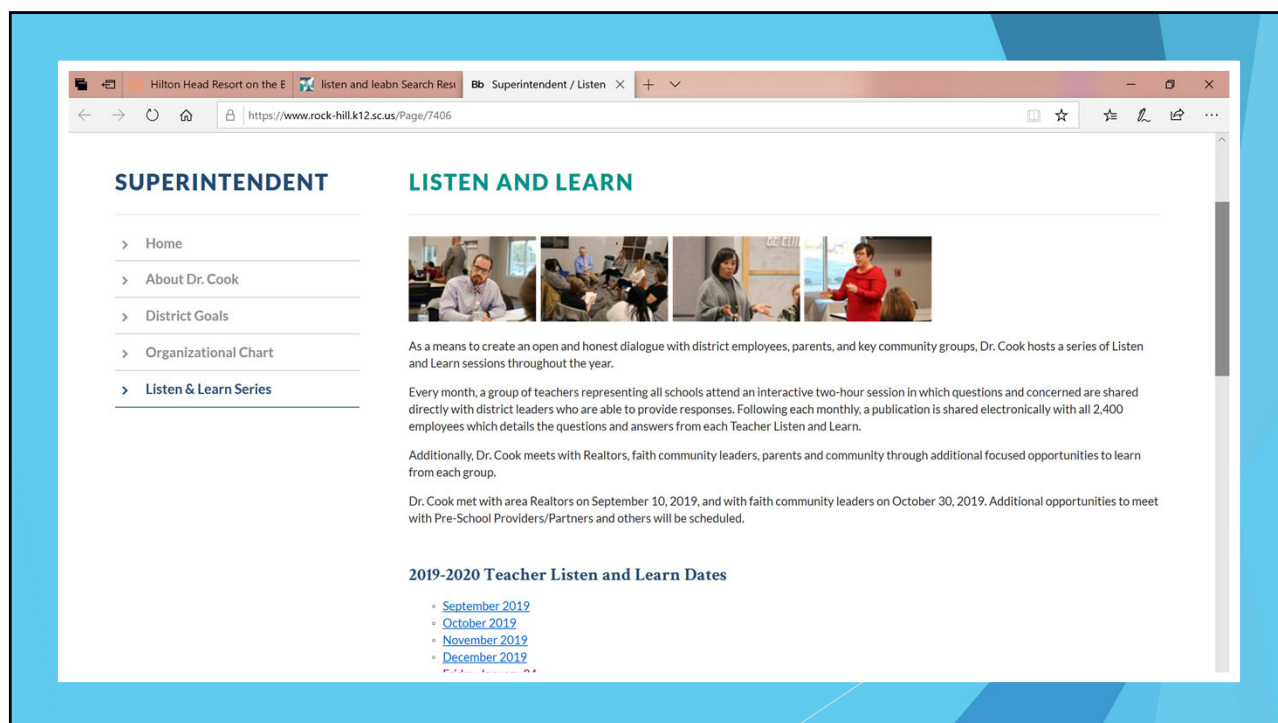 Hilton Head Resort on the E
listen and leabn Search Resu
Bb Superintendent / Listen
https://www.rock-hill.k12.sc.us/Page/7406
SUPERINTENDENT
Home
About Dr. Cook
District Goals
Organizational Chart
Listen & Learn Series
LISTEN AND LEARN
As a means to create an open and honest dialogue with district employees, parents, and key community groups, Dr. Cook hosts a series of Listen
and Learn sessions throughout the year.
Every month, a group of teachers representing all schools attend an interactive two-hour session in which questions and concerned are shared
directly with district leaders who are able to provide responses. Following each monthly, a publication is shared electronically with all 2,400
employees which details the questions and answers from each Teacher Listen and Learn.
Additionally, Dr. Cook meets with Realtors, faith community leaders, parents and community through additional focused opportunities to learn
from each group.
Dr. Cook met with area Realtors on September 10, 2019, and with faith community leaders on October 30, 2019. Additional opportunities to meet
with Pre-School Providers/Partners and others will be scheduled.
2019-2020 Teacher Listen and Learn Dates
September 2019
October 2019
November 2019
December 2019